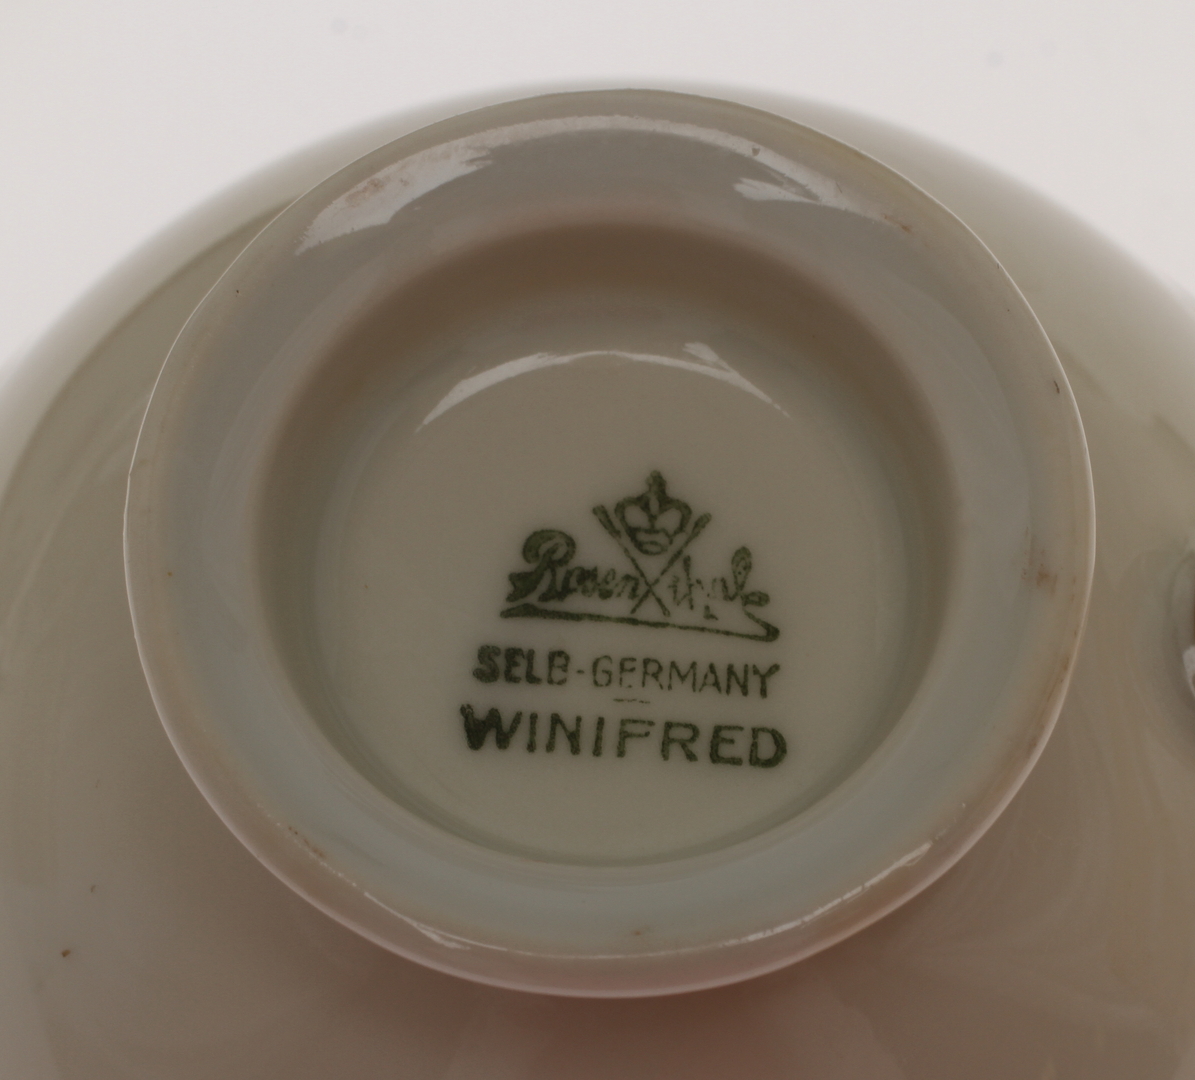 Rosenthal
SELB-GERMANY
WINIFRED